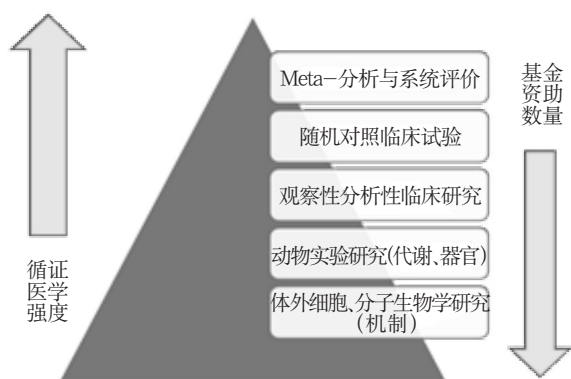 Meta-分析与系统评价
随机对照临床试验
观察性分析性临床研究
动物实验研究(代谢、器官)
体外细胞、分子生物学研究
(机制)
循证
医学
强度
基金
资助
数量